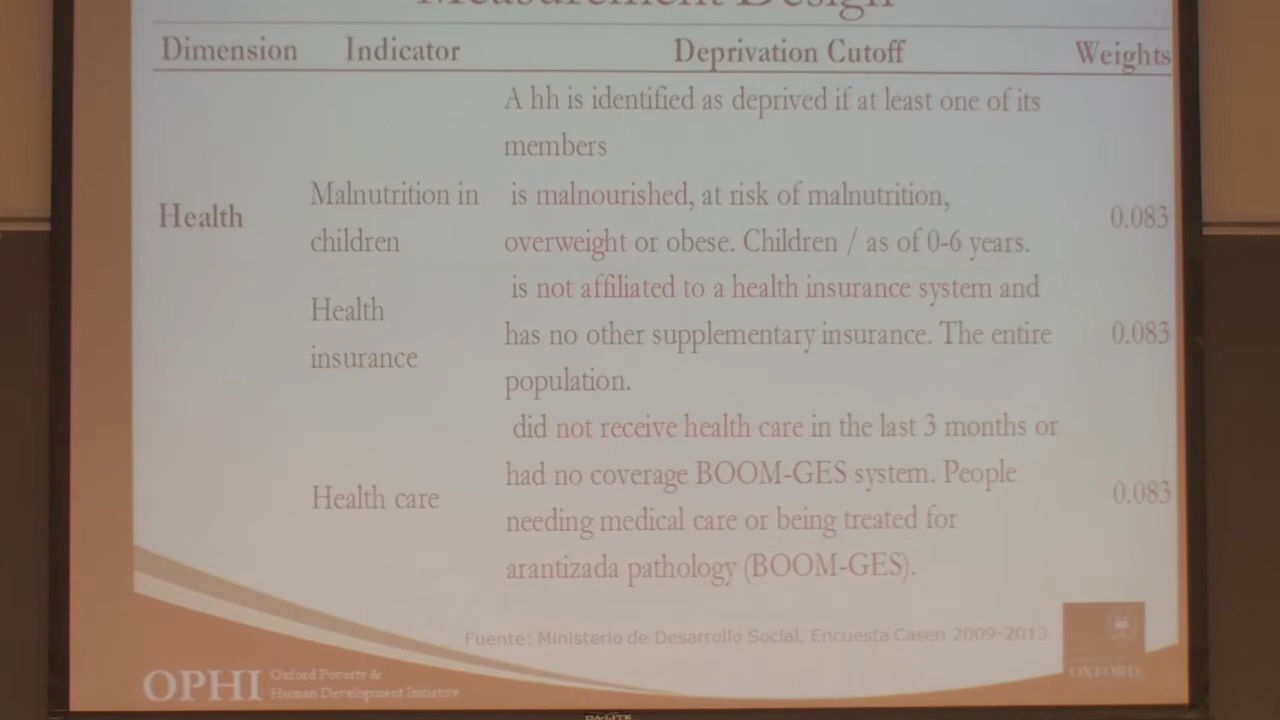 Measurement Design
Dimension Indicator Deprivation Cutoff Weights
A hh is identified as deprived if at least one of its
members
Health
Malnutrition in
children
is malnourished, at risk of malnutrition,
overweight or obese. Children / as of 0-6 years.
0.083
Health
insurance
is not affiliated to a health insurance system and
has no other supplementary insurance. The entire
population.
0.083
Health care
did not receive health care in the last 3 months or
had no coverage BOOM-GES system. People
needing medical care or being treated for
arantizada pathology (BOOM-GES).
0.083
Fuente: Ministerio de Desarrollo Social, Encuesta Casen 2009-2013
OPHI
Oxford Poverty &
Human Development Initiative
OXFORD
DA-LITE